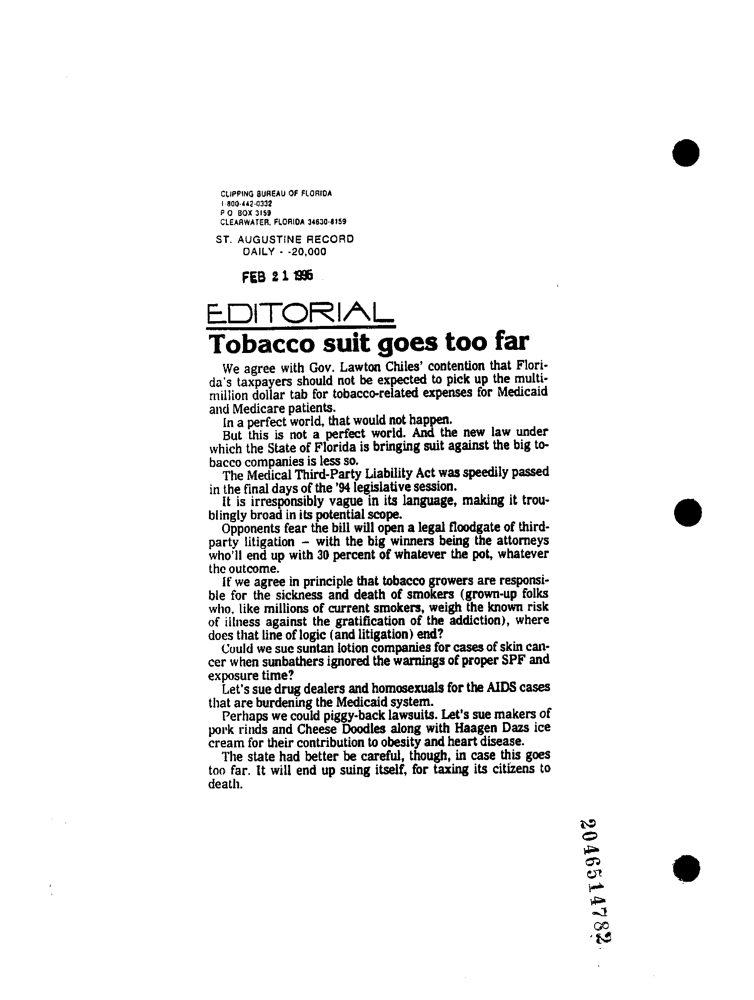 CLIPPING BUREAU OF FLORIDA
1-800-442-0332
P O BOX 3159
CLEARWATER, FLORIDA 34630-8159
ST. AUGUSTINE RECORD
DAILY - -20,000
FEB 21 1995
EDITORIAL
Tobacco suit goes too far
We agree with Gov. Lawton Chiles' contention that Flori-
da's taxpayers should not be expected to pick up the multi-
million dollar tab for tobacco-related expenses for Medicaid
and Medicare patients.
In a perfect world, that would not happen.
But this is not a perfect world. And the new law under
which the State of Florida is bringing suit against the big to-
bacco companies is less so.
The Medical Third-Party Liability Act was speedily passed
in the final days of the '94 legislative session.
It is irresponsibly vague in its language, making it trou-
blingly broad in its potential scope.
Opponents fear the bill will open a legal floodgate of third-
party litigation – with the big winners being the attorneys
who'll end up with 30 percent of whatever the pot, whatever
the outcome.
If we agree in principle that tobacco growers are responsi-
ble for the sickness and death of smokers (grown-up folks
who, like millions of current smokers, weigh the known risk
of illness against the gratification of the addiction), where
does that line of logic (and litigation) end?
Could we sue suntan lotion companies for cases of skin can-
cer when sunbathers ignored the warnings of proper SPF and
exposure time?
Let's sue drug dealers and homosexuals for the AIDS cases
that are burdening the Medicaid system.
Perhaps we could piggy-back lawsuits. Let's sue makers of
pork rinds and Cheese Doodles along with Haagen Dazs ice
cream for their contribution to obesity and heart disease.
The state had better be careful, though, in case this goes
too far. It will end up suing itself, for taxing its citizens to
death.
2046514782